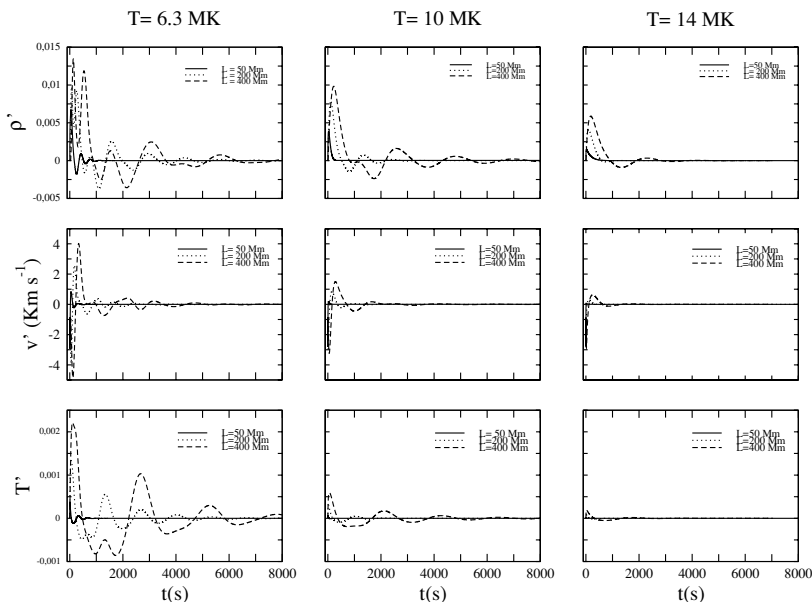 T= 6.3 MK T= 10 MK T= 14 MK
0,015
0,01
0,005
0
-0,005
ρ’
L = 50 Mm
L = 200 Mm
L = 400 Mm
L=50 Mm
L=200 Mm
L= 400 Mm
L=50 Mm
L=200 Mm
L= 400 Mm
4
2
0
-2
-4
v’ (Km s-1)
L= 50 Mm
L= 200 Mm
L= 400 Mm
L=50 Mm
L=200 Mm
L=400 Mm
L=50 Mm
L=200 Mm
L=400 Mm
0,002
0,001
0
-0,001
T’
L=50 Mm
L=200 Mm
L=400 Mm
L=50 Mm
L=200 Mm
L=400 Mm
L=50 Mm
L=200 Mm
L=400 Mm
0 2000 4000 6000 8000 0 2000 4000 6000 8000 0 2000 4000 6000 8000
t(s) t(s) t(s)